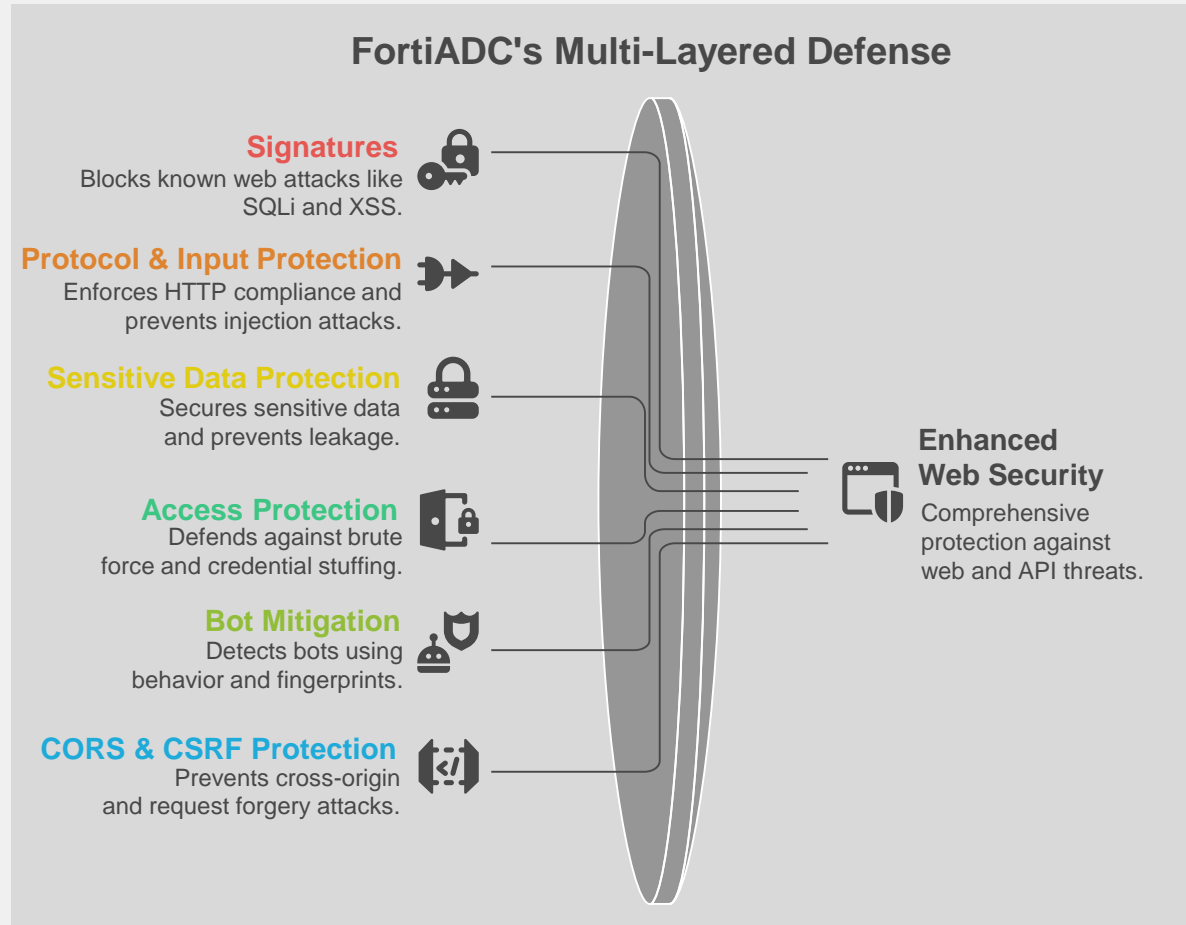 FortiADC's Multi-Layered Defense
Signatures
Blocks known web attacks like
SQLi and XSS.
Protocol & Input Protection
Enforces HTTP compliance and
prevents injection attacks.
Sensitive Data Protection
Secures sensitive data
and prevents leakage.
Access Protection
Defends against brute
force and credential stuffing.
Bot Mitigation
Detects bots using
behavior and fingerprints.
CORS & CSRF Protection
Prevents cross-origin
and request forgery attacks.
</
Enhanced
Web Security
Comprehensive
protection against
web and API threats.